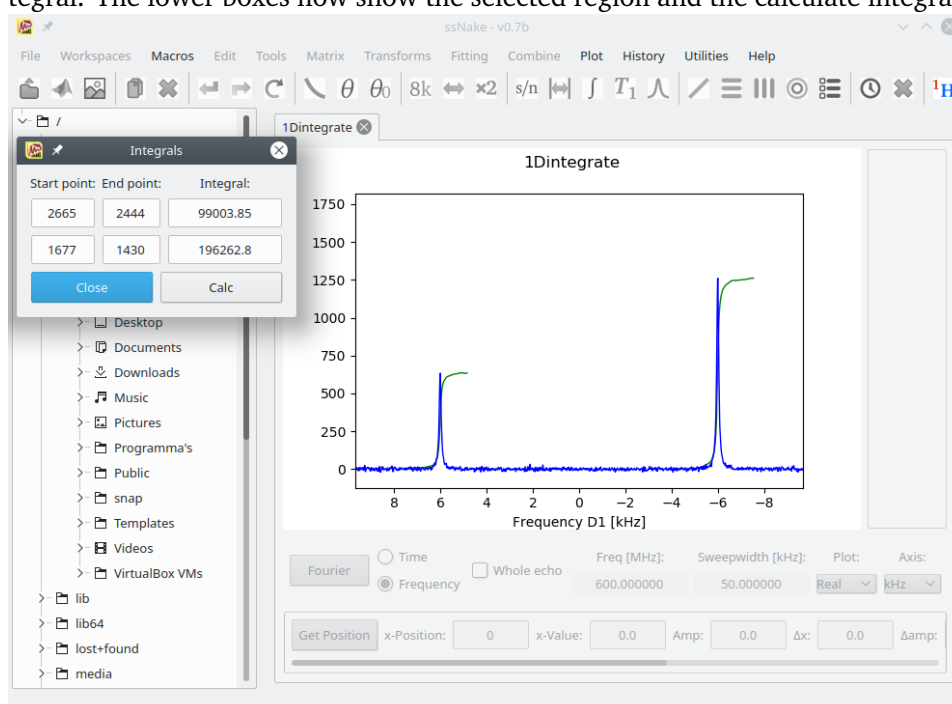 tegral. The lower boxes now show the selected region and the calculate integra
ssNake - v0.7b
File Workspaces Macros Edit Tools Matrix Transforms Fitting Combine Plot History Utilities Help
θ θ0 8k ×2 s/n ∫ T1 1H
/
1Dintegrate
Integrals
Start point: End point: Integral:
2665 2444 99003.85
1677 1430 196262.8
Close Calc
Desktop
Documents
Downloads
Music
Pictures
Programma's
Public
snap
Templates
Videos
VirtualBox VMs
lib
lib64
lost+found
media
1Dintegrate
1750
1500
1250
1000
750
500
250
0
8 6 4 2 0 −2 −4 −6 −8
Frequency D1 [kHz]
Fourier Time Frequency Whole echo
Freq [MHz]: Sweepwidth [kHz]: Plot: Axis:
600.000000 50.000000 Real kHz
Get Position x-Position: 0 x-Value: 0.0 Amp: 0.0 Δx: 0.0 Δamp: